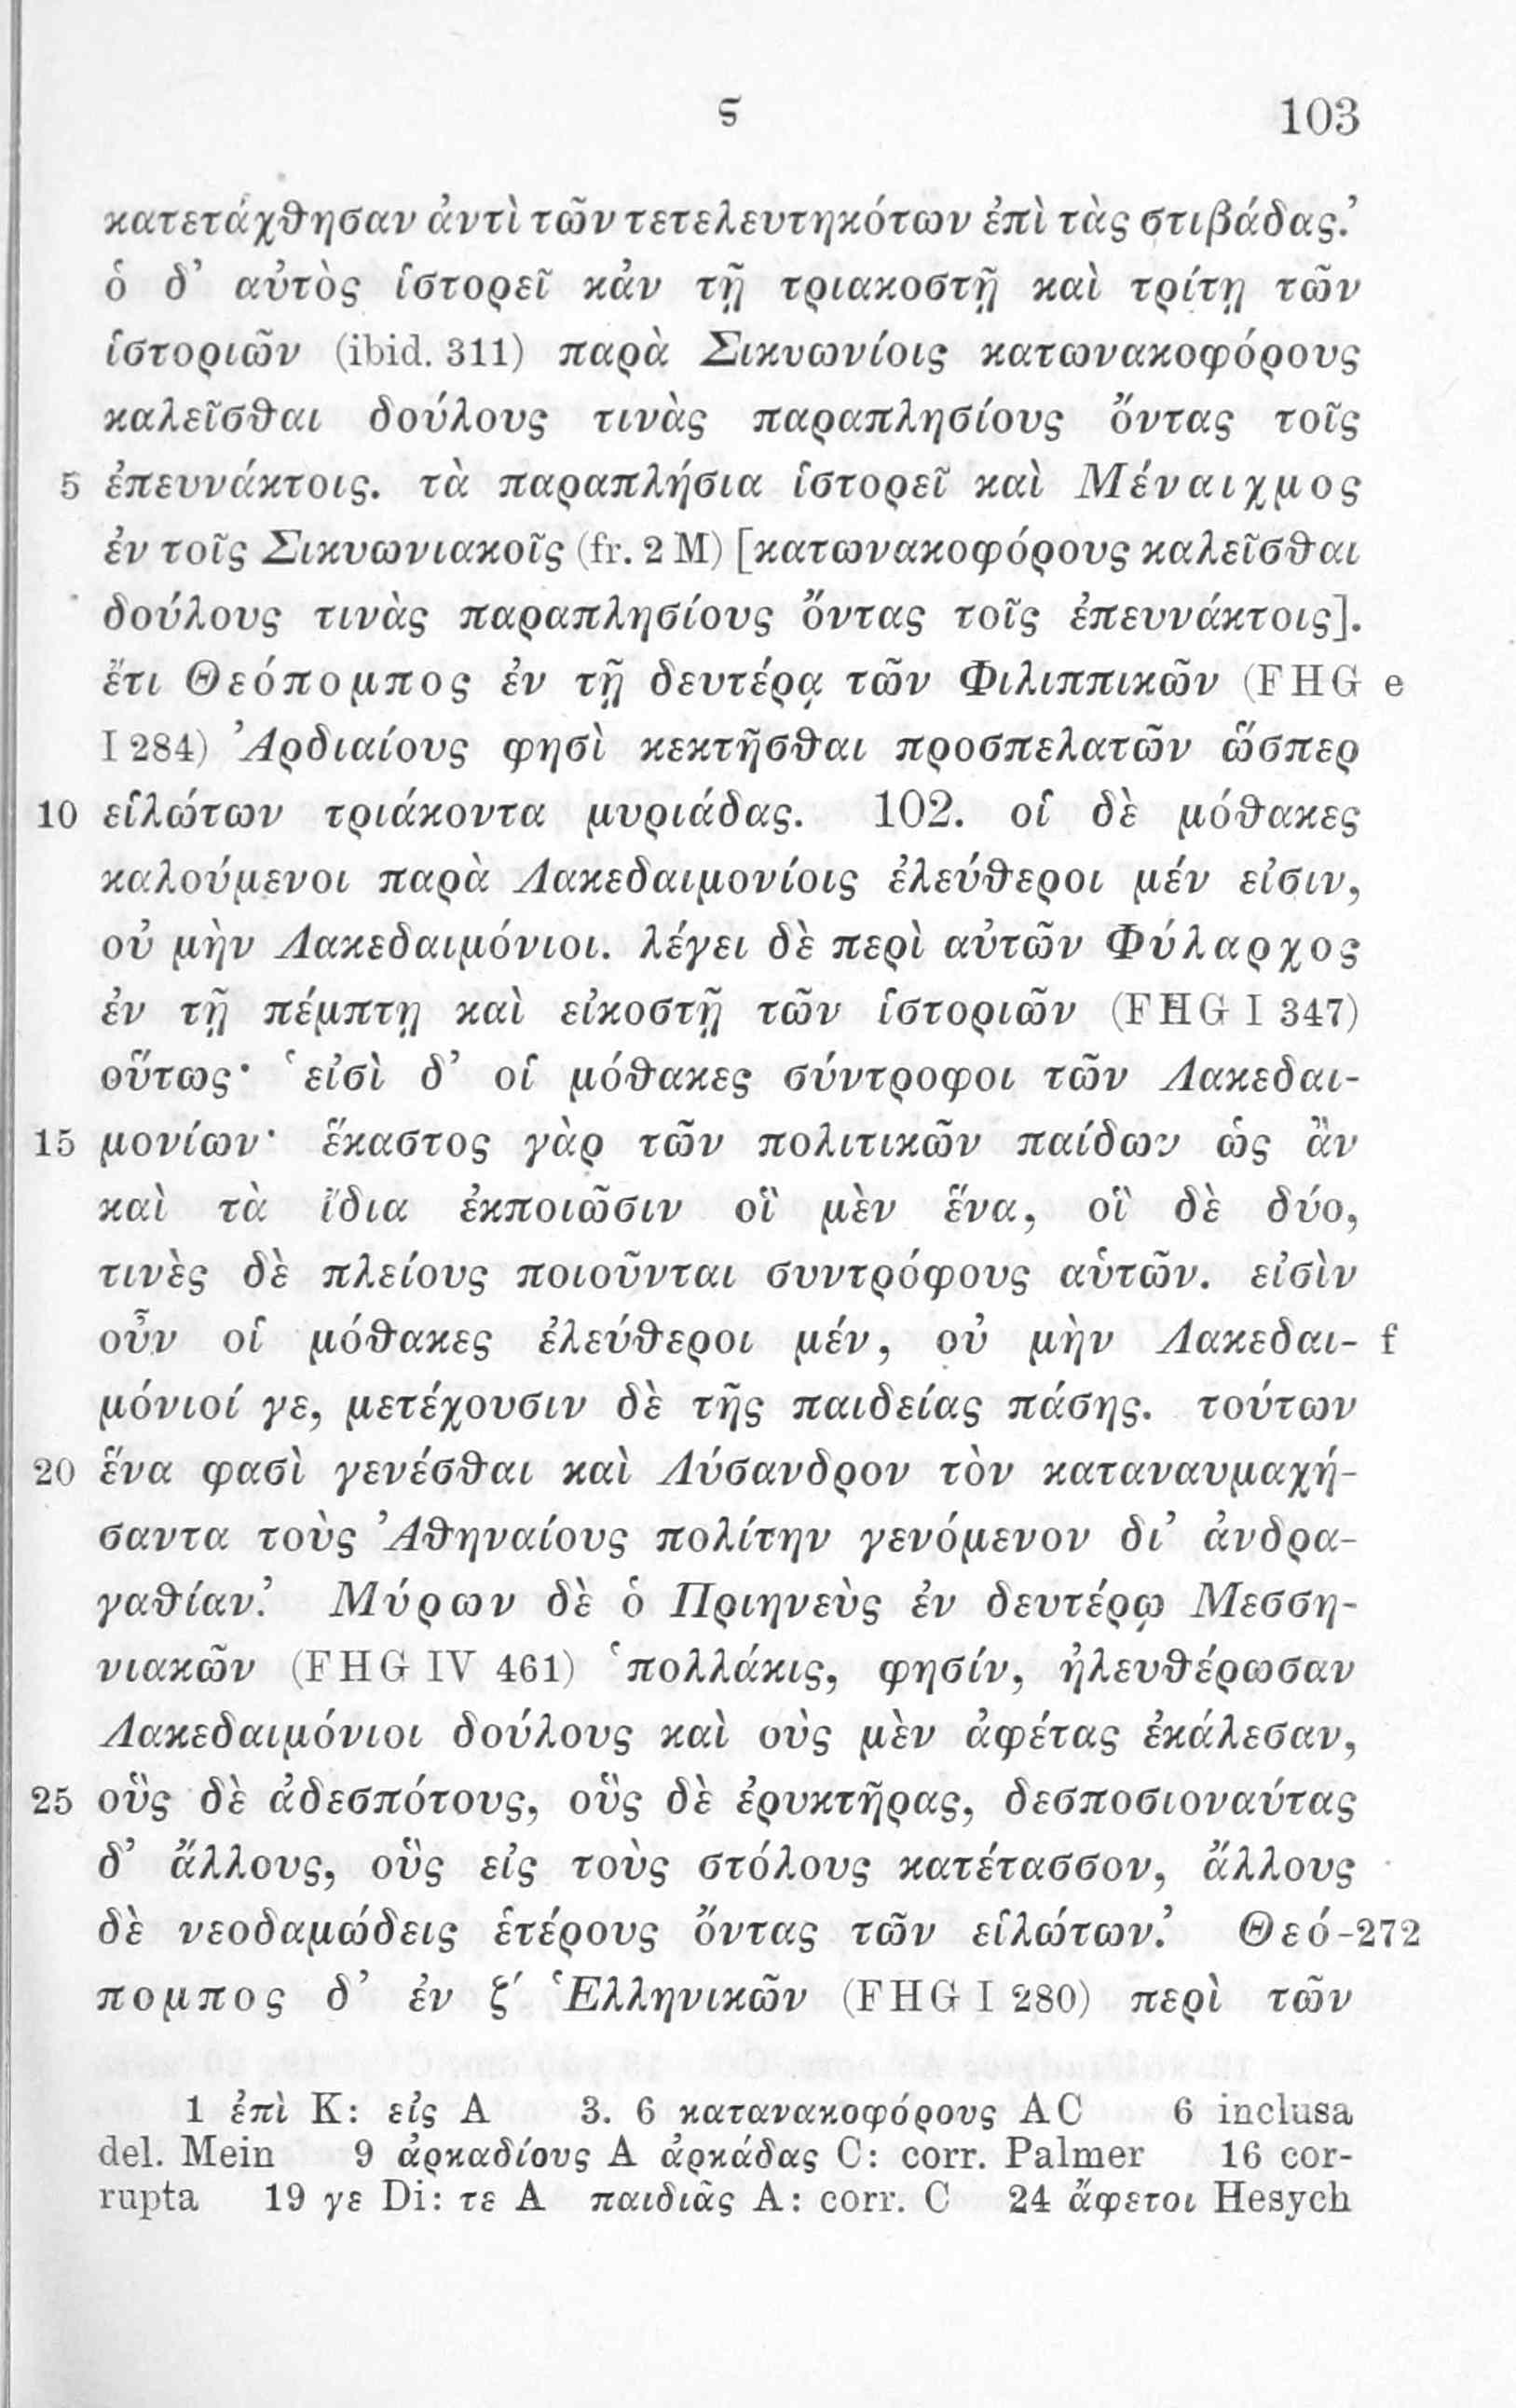 ς 103
κατετάχθησαν ἀντὶ τῶν τετελευτηκότων ἐπὶ τὰς στιβάδας.’
ὁ δ’ αὐτὸς ἱστορεῖ κἀν τῇ τριακοστῇ καὶ τρίτῃ τῶν
ἱστοριῶν (ibid. 311) παρὰ Σικυωνίοις κατωνακοφόρους
καλεῖσθαι δούλους τινὰς παραπλησίους ὄντας τοῖς
5 ἐπευνάκτοις. τὰ παραπλήσια ἱστορεῖ καὶ Μέναιχμος
ἐν τοῖς Σικυωνιακοῖς (fr. 2 M) [κατωνακοφόρους καλεῖσθαι
δούλους τινὰς παραπλησίους ὄντας τοῖς ἐπευνάκτοις].
ἔτι Θεόπομπος ἐν τῇ δευτέρᾳ τῶν Φιλιππικῶν (FHG e
I 284) Ἀρδιαίους φησὶ κεκτῆσθαι προσπελατῶν ὥσπερ
10 εἱλώτων τριάκοντα μυριάδας. 102. οἱ δὲ μόθακες
καλούμενοι παρὰ Λακεδαιμονίοις ἐλεύθεροι μέν εἰσιν,
οὐ μὴν Λακεδαιμόνιοι. λέγει δὲ περὶ αὐτῶν Φύλαρχος
ἐν τῇ πέμπτῃ καὶ εἰκοστῇ τῶν ἱστοριῶν (FHG I 347)
οὕτως· ‘εἰσὶ δ’ οἱ μόθακες σύντροφοι τῶν Λακεδαι-
15 μονίων· ἕκαστος γὰρ τῶν πολιτικῶν παίδων ὡς ἂν
καὶ τὰ ἴδια ἐκποιῶσιν οἳ μὲν ἕνα, οἳ δὲ δύο,
τινὲς δὲ πλείους ποιοῦνται συντρόφους αὑτῶν. εἰσὶν
οὖν οἱ μόθακες ἐλεύθεροι μέν, οὐ μὴν Λακεδαι- f
μόνιοί γε, μετέχουσιν δὲ τῆς παιδείας πάσης. τούτων
20 ἕνα φασὶ γενέσθαι καὶ Λύσανδρον τὸν καταναυμαχή-
σαντα τοὺς Ἀθηναίους πολίτην γενόμενον δι’ ἀνδρα-
γαθίαν.’ Μύρων δὲ ὁ Πριηνεὺς ἐν δευτέρῳ Μεσση-
νιακῶν (FHG IV 461) ‘πολλάκις, φησίν, ἠλευθέρωσαν
Λακεδαιμόνιοι δούλους καὶ οὓς μὲν ἀφέτας ἐκάλεσαν,
25 οὓς δὲ ἀδεσπότους, οὓς δὲ ἐρυκτῆρας, δεσποσιοναύτας
δ’ ἄλλους, οὓς εἰς τοὺς στόλους κατέτασσον, ἄλλους
δὲ νεοδαμώδεις ἑτέρους ὄντας τῶν εἱλώτων.’ Θεό- 272
πομπος δ’ ἐν ζʹ Ἑλληνικῶν (FHG I 280) περὶ τῶν
1 ἐπὶ K: εἰς A 3. 6 κατανακοφόρους AC 6 inclusa
del. Mein 9 ἀρκαδίους A ἀρκάδας C: corr. Palmer 16 cor-
rupta 19 γε Di: τε A παιδιᾶς A: corr. C 24 ἄφετοι Hesych